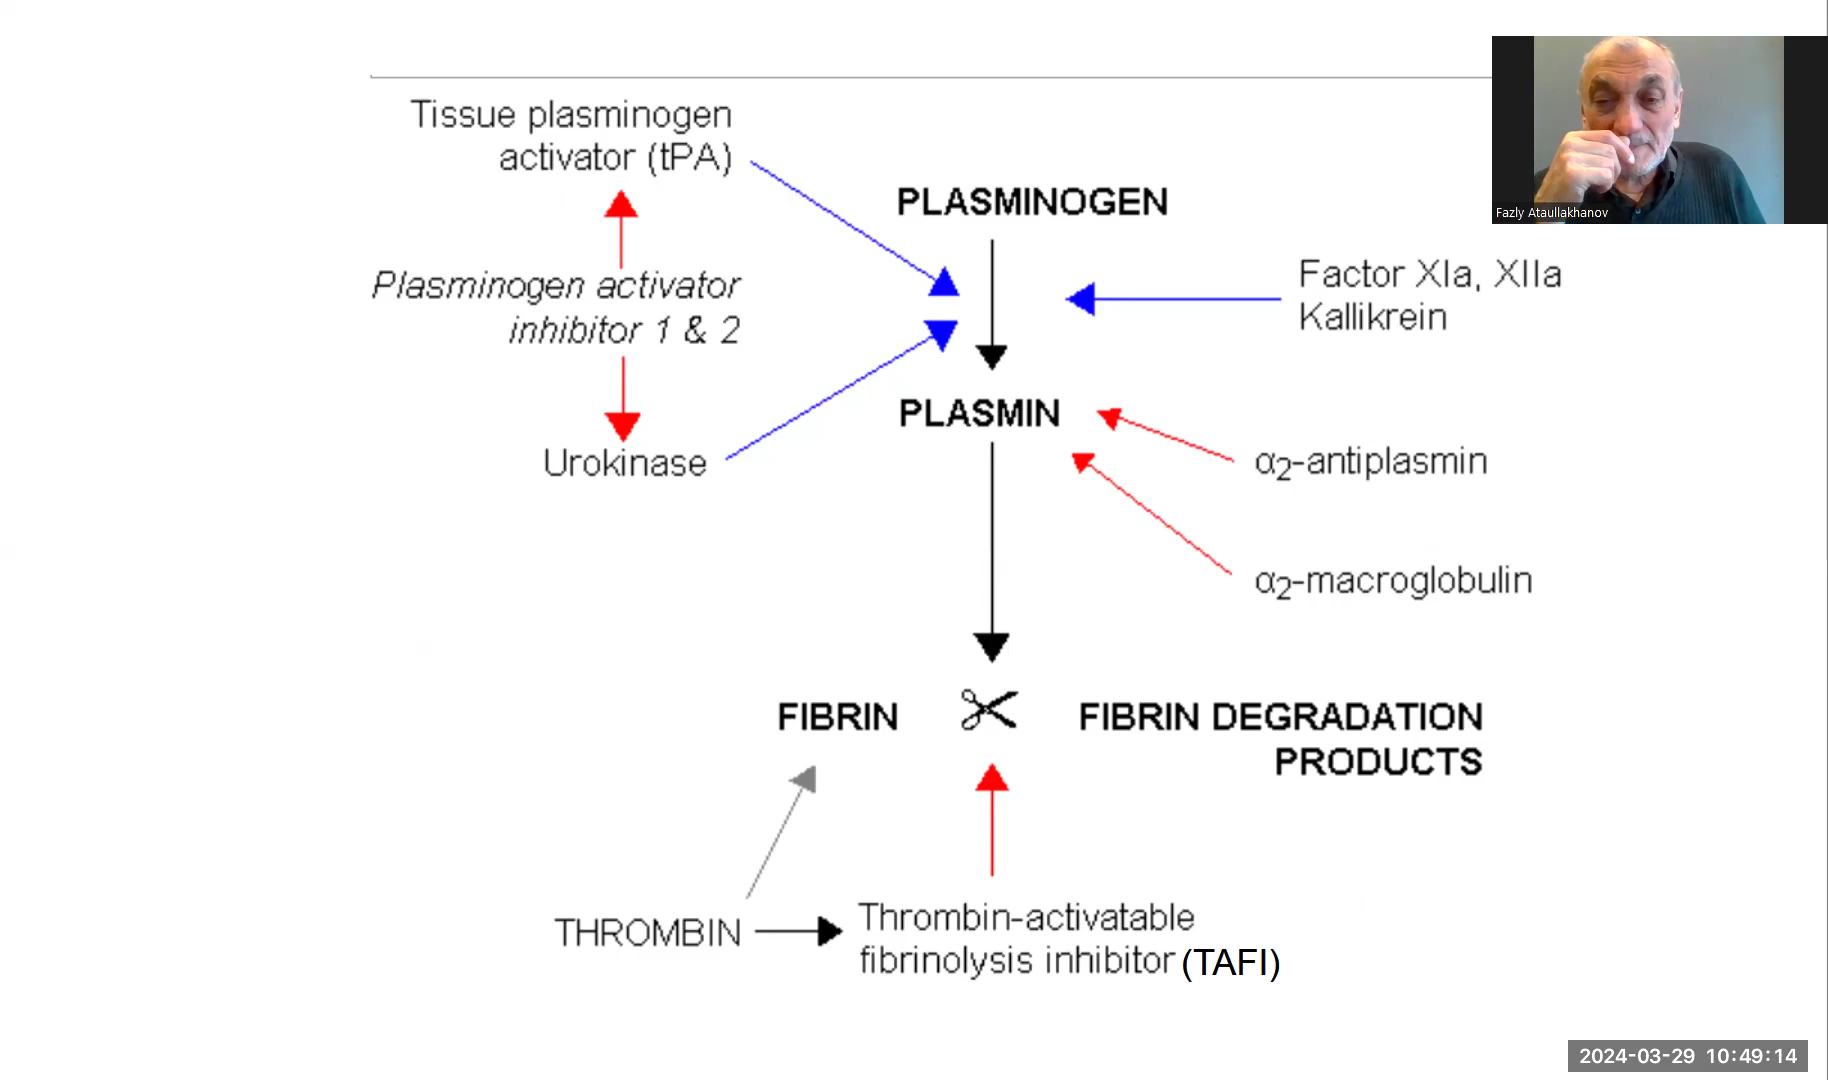 Tissue plasminogen
activator (tPA)
PLASMINOGEN
Fazly Ataullakhanov
Factor XIa, XIIa
Kallikrein
Plasminogen activator
inhibitor 1 & 2
PLASMIN
Urokinase
α2-antiplasmin
α2-macroglobulin
FIBRIN
FIBRIN DEGRADATION
PRODUCTS
THROMBIN
Thrombin-activatable
fibrinolysis inhibitor (TAFI)
2024-03-29 10:49:14